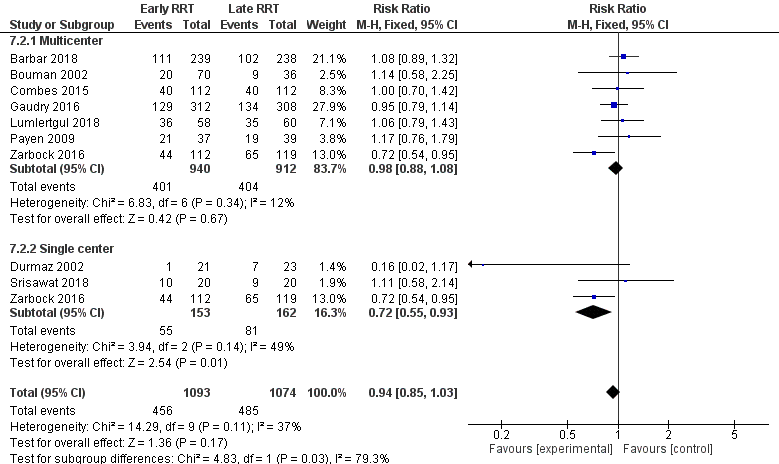 Early RRT Late RRT Risk Ratio Risk Ratio
Study or Subgroup Events Total Events Total Weight M-H, Fixed, 95% CI M-H, Fixed, 95% CI
7.2.1 Multicenter
Barbar 2018 111 239 102 238 21.1% 1.08 [0.89, 1.32]
Bouman 2002 20 70 9 36 2.5% 1.14 [0.58, 2.25]
Combes 2015 40 112 40 112 8.3% 1.00 [0.70, 1.42]
Gaudry 2016 129 312 134 308 27.9% 0.95 [0.79, 1.14]
Lumlertgul 2018 36 58 35 60 7.1% 1.06 [0.79, 1.43]
Payen 2009 21 37 19 39 3.8% 1.17 [0.76, 1.79]
Zarbock 2016 44 112 65 119 13.0% 0.72 [0.54, 0.95]
Subtotal (95% CI) 940 912 83.7% 0.98 [0.88, 1.08]
Total events 401 404
Heterogeneity: Chi² = 6.83, df = 6 (P = 0.34); I² = 12%
Test for overall effect: Z = 0.42 (P = 0.67)
7.2.2 Single center
Durmaz 2002 1 21 7 23 1.4% 0.16 [0.02, 1.17]
Srisawat 2018 10 20 9 20 1.9% 1.11 [0.58, 2.14]
Zarbock 2016 44 112 65 119 13.0% 0.72 [0.54, 0.95]
Subtotal (95% CI) 153 162 16.3% 0.72 [0.55, 0.93]
Total events 55 81
Heterogeneity: Chi² = 3.94, df = 2 (P = 0.14); I² = 49%
Test for overall effect: Z = 2.54 (P = 0.01)
Total (95% CI) 1093 1074 100.0% 0.94 [0.85, 1.03]
Total events 456 485
Heterogeneity: Chi² = 14.29, df = 9 (P = 0.11); I² = 37%
Test for overall effect: Z = 1.36 (P = 0.17)
Test for subgroup differences: Chi² = 4.83, df = 1 (P = 0.03), I² = 79.3%
0.2 0.5 1 2 5
Favours [experimental] Favours [control]